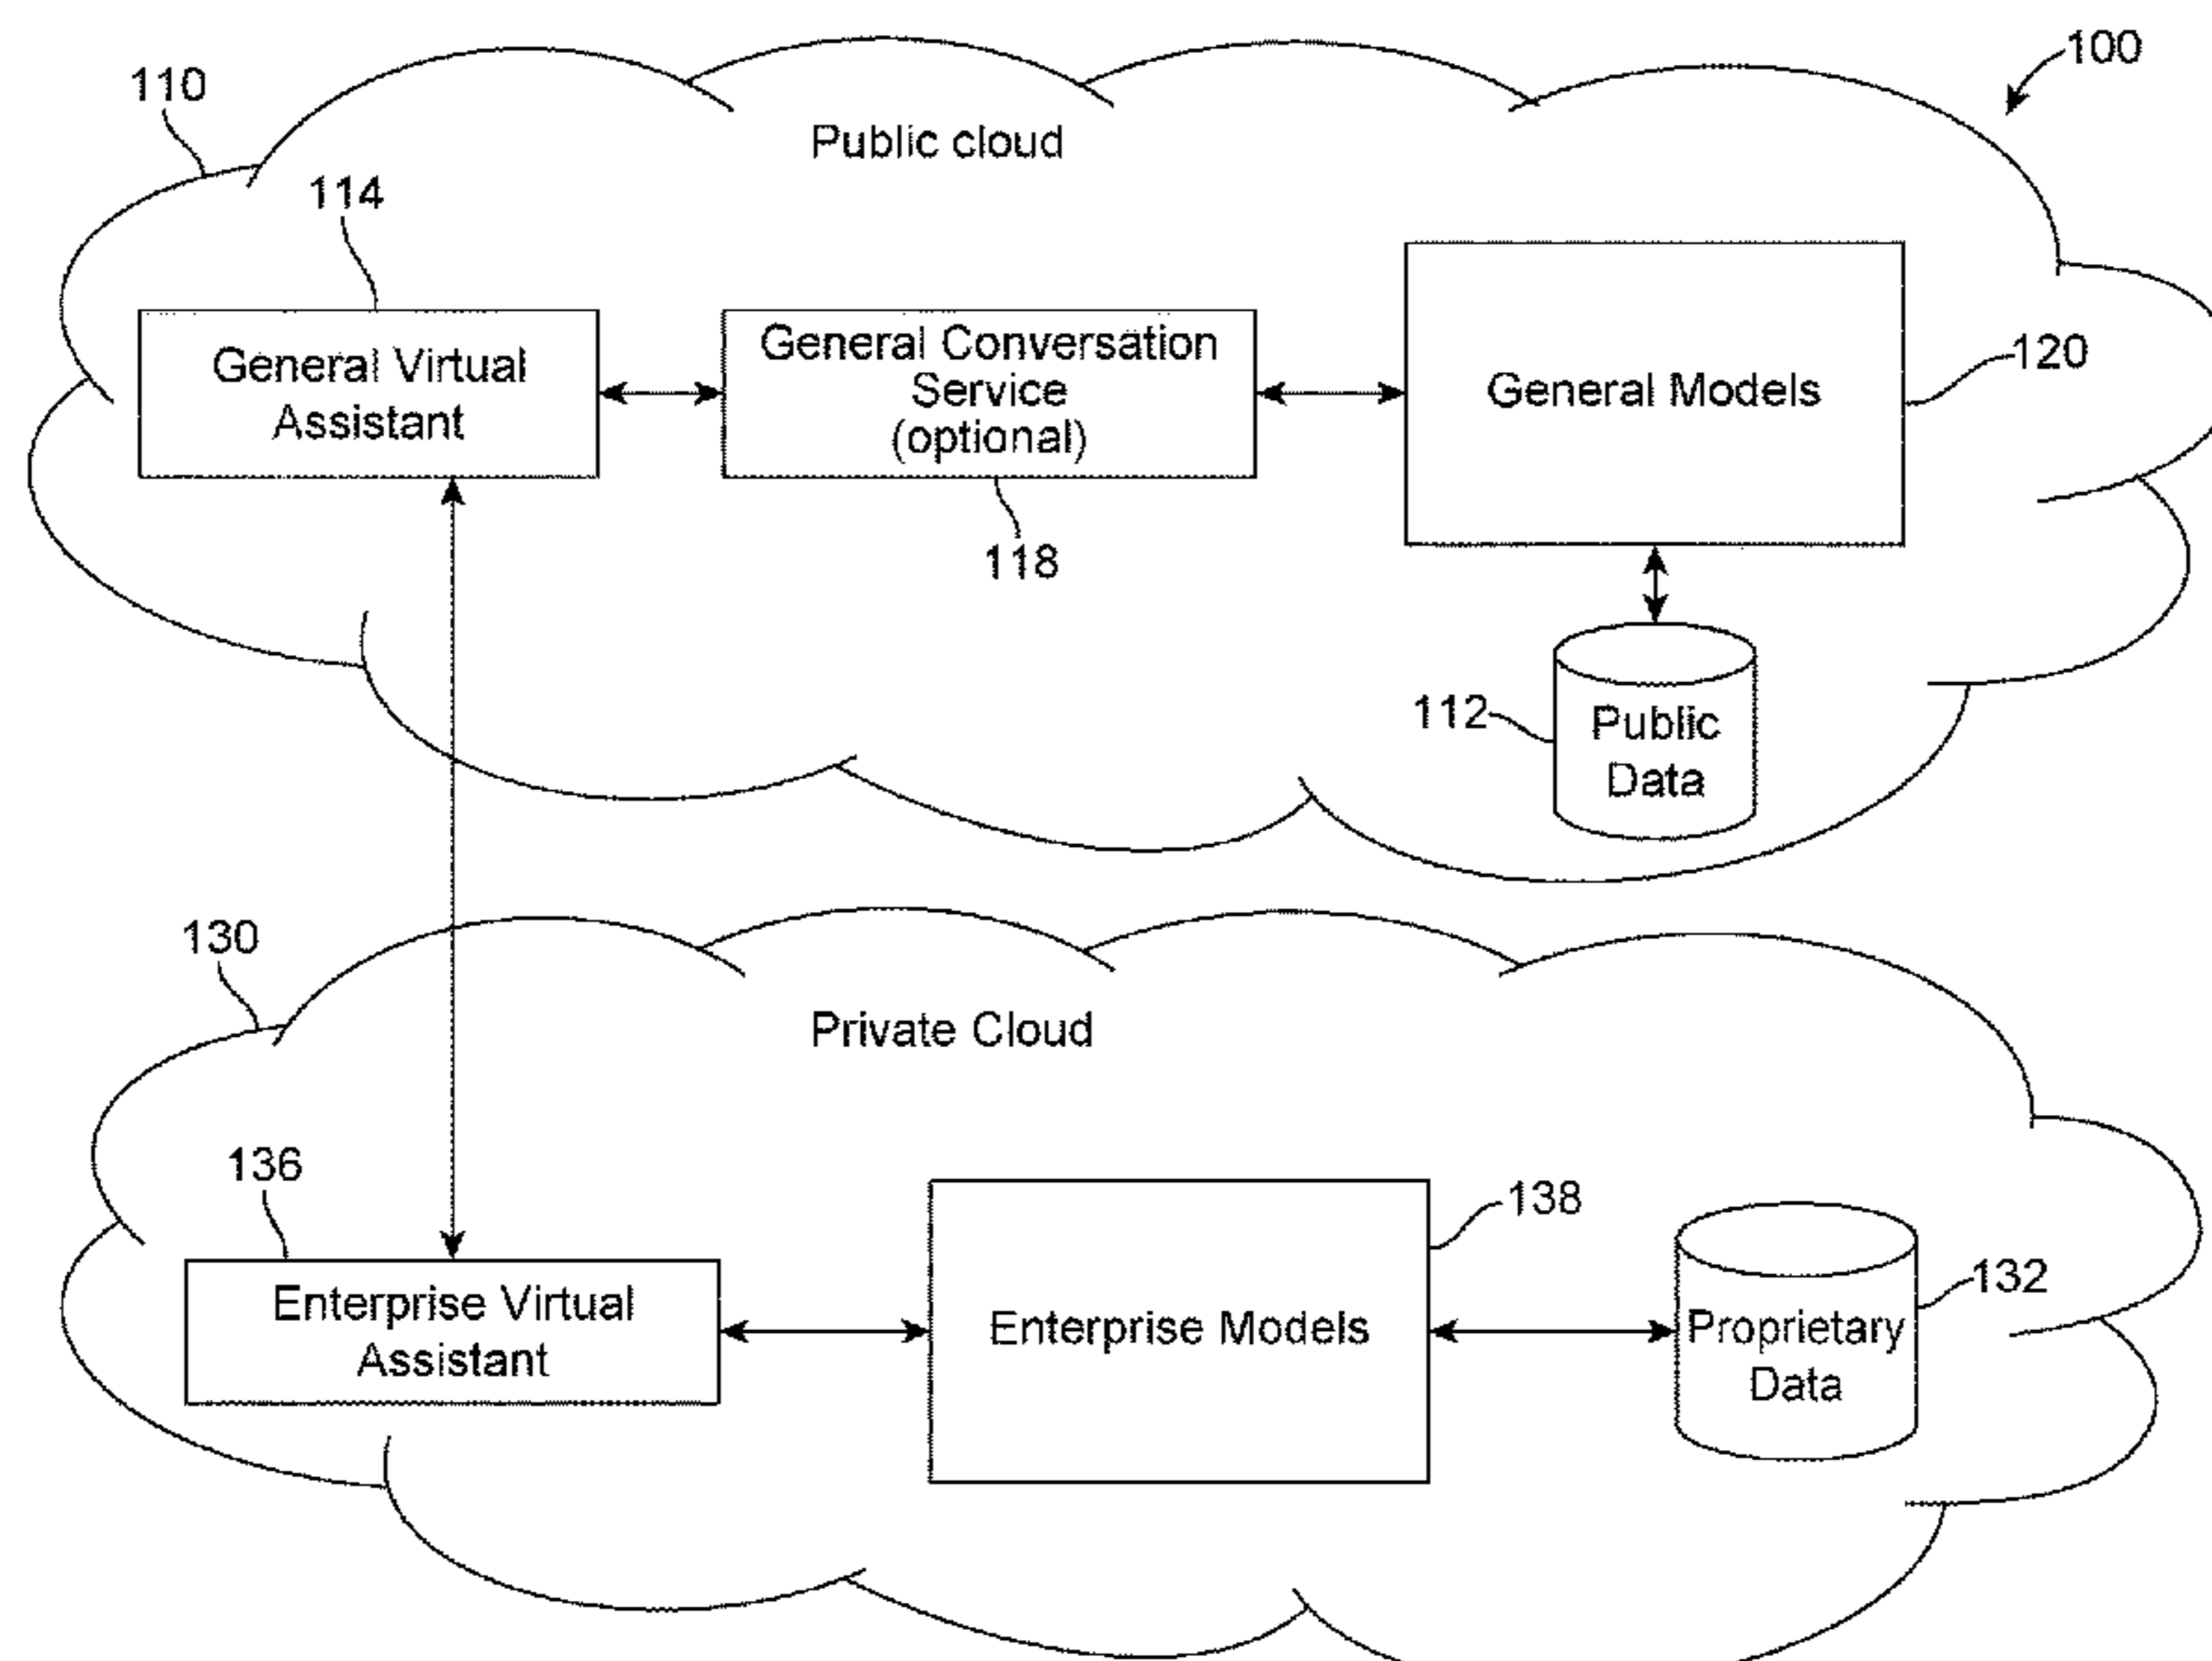 100
110
Public cloud
114
General Virtual
Assistant
General Conversation
Service
(optional)
General Models
120
118
112
Public
Data
130
Private Cloud
136
138
132
Enterprise Virtual
Assistant
Enterprise Models
Proprietary
Data